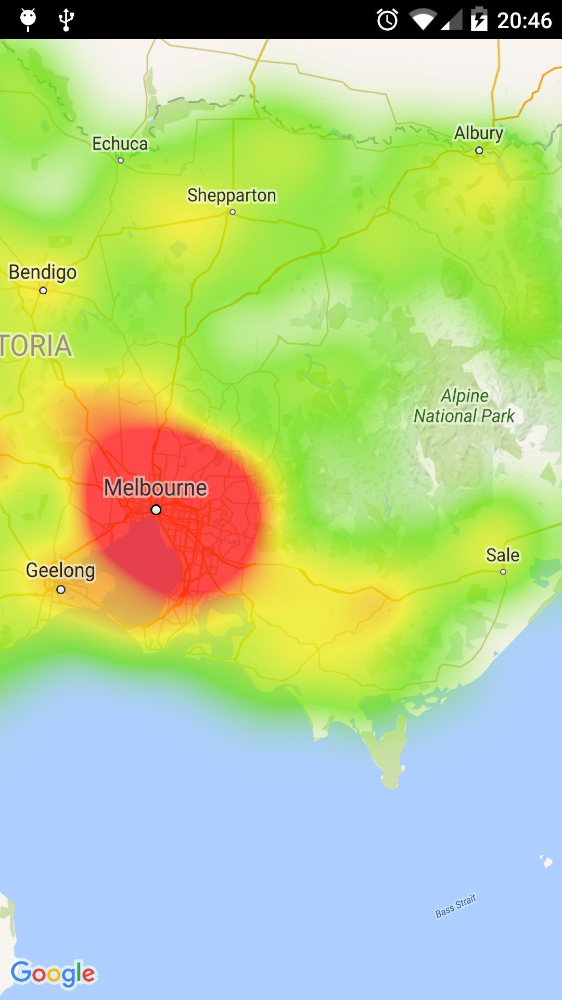 20:46
Albury
Echuca
Shepparton
Bendigo
TORIA
Alpine
National Park
Melbourne
Sale
Geelong
Bass Strait
Google